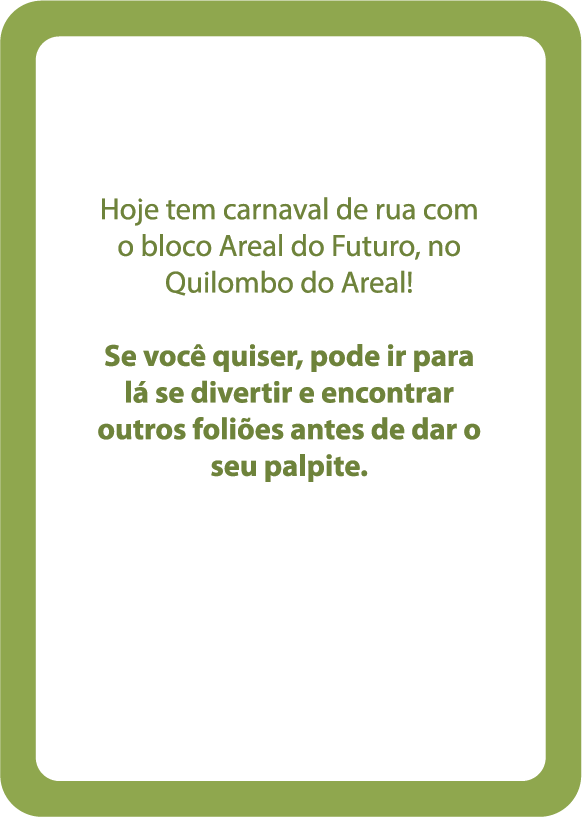 Hoje tem carnaval de rua com
o bloco Areal do Futuro, no
Quilombo do Areal!
Se você quiser, pode ir para
lá se divertir e encontrar
outros foliões antes de dar o
seu palpite.